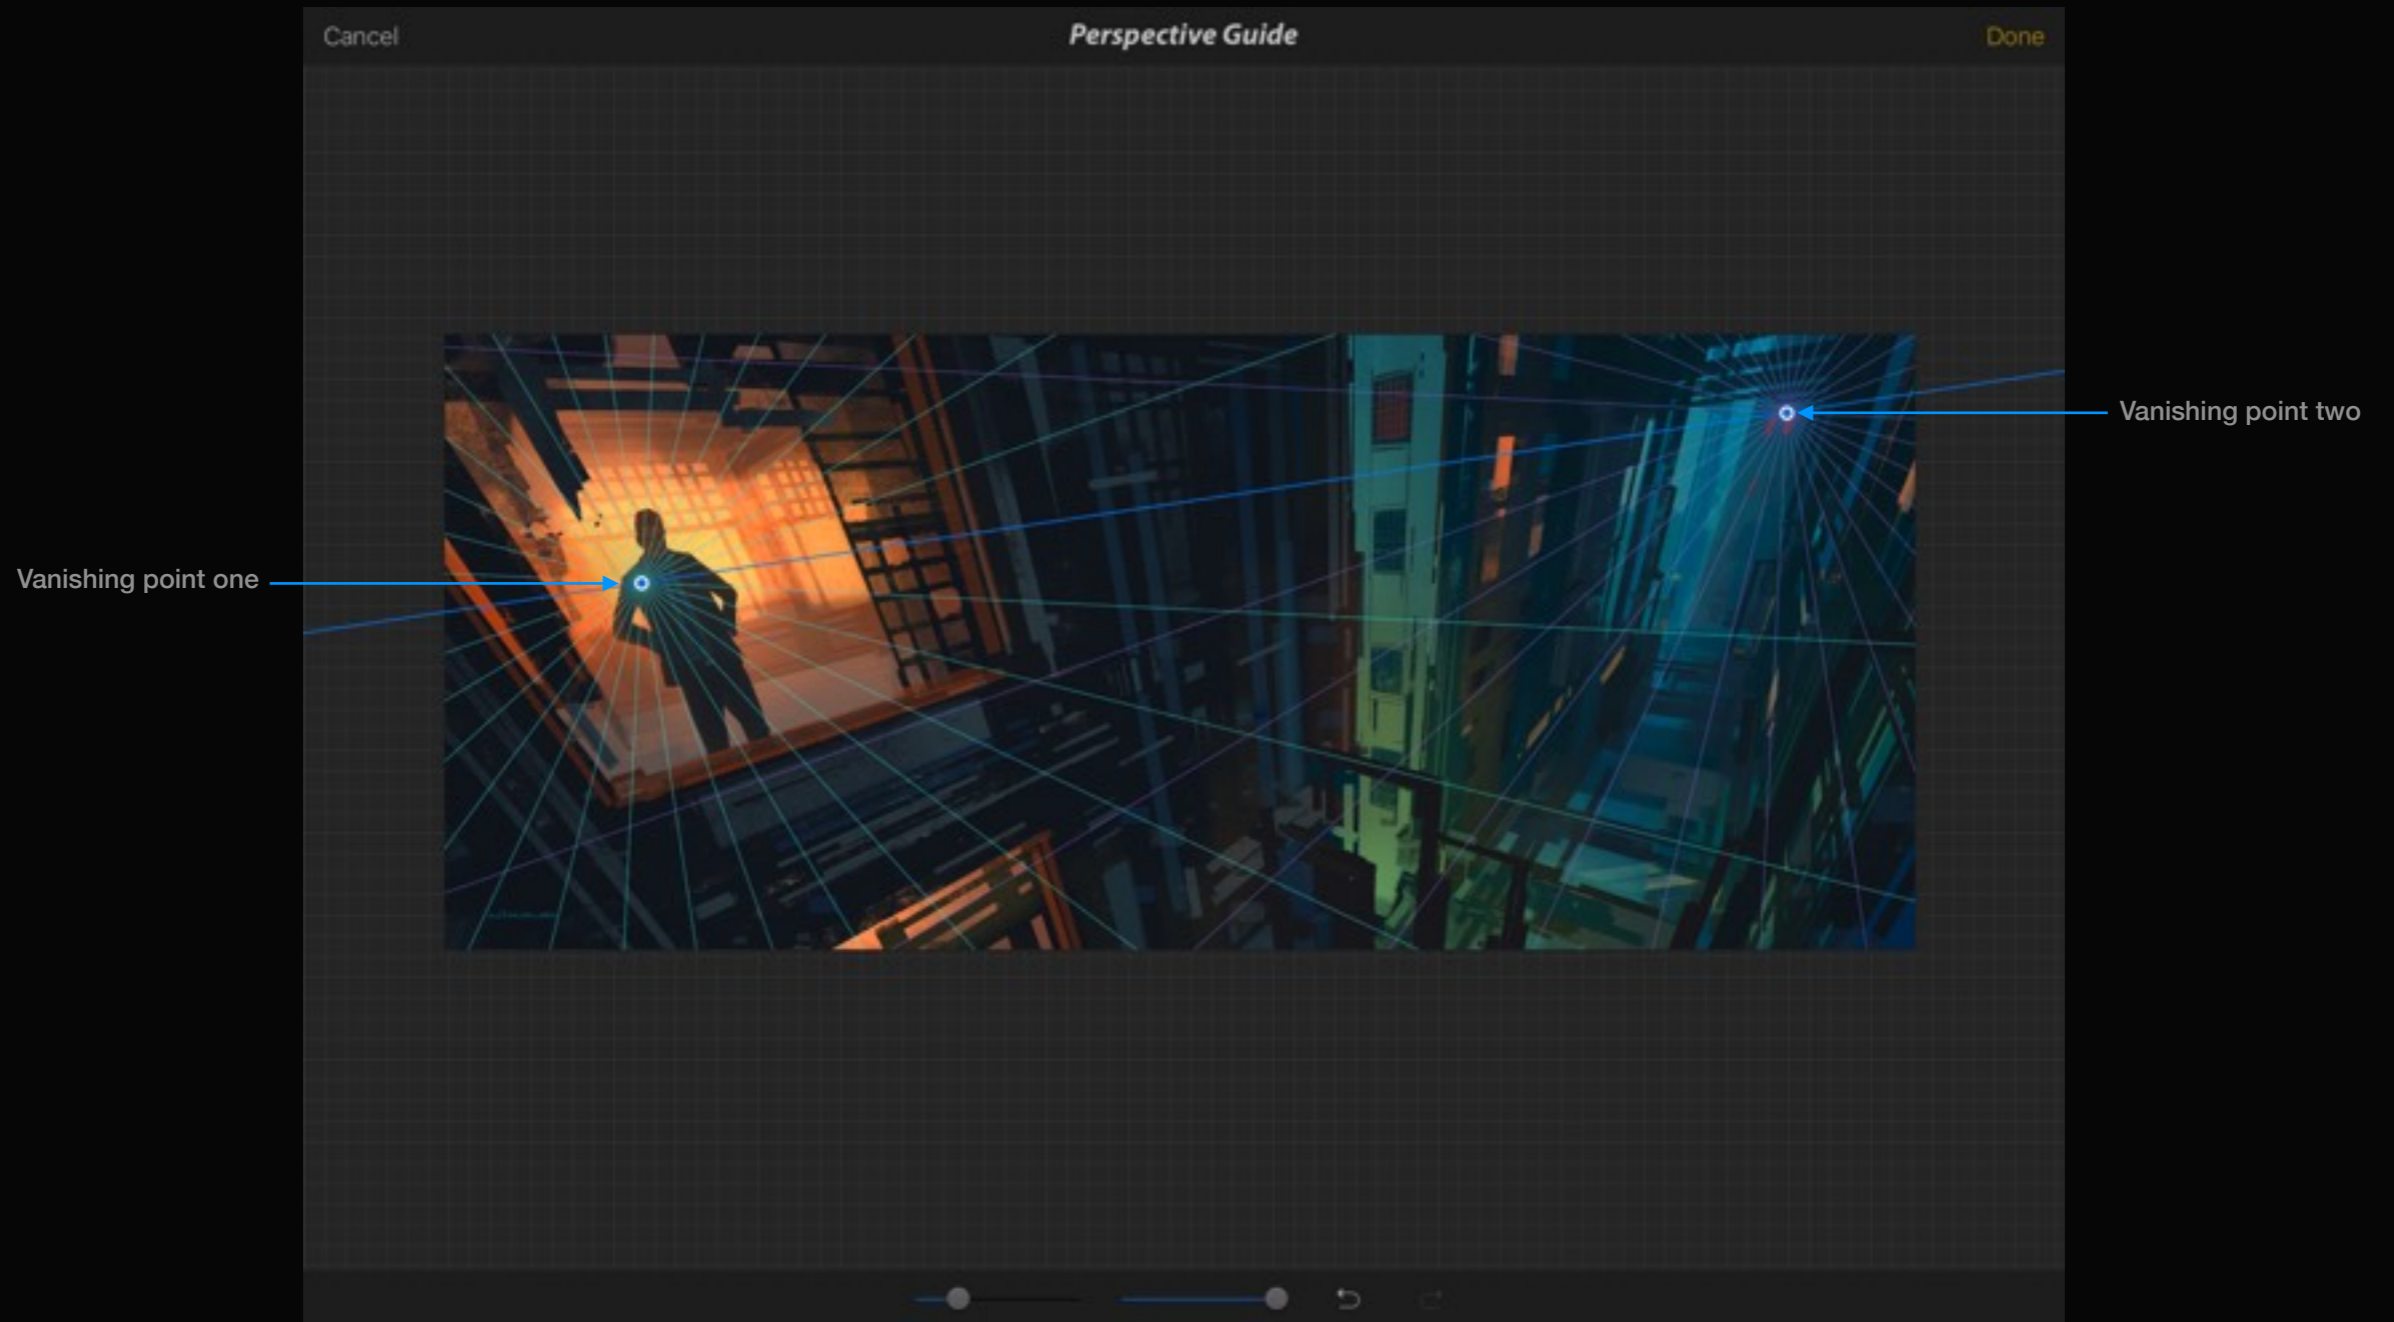 Cancel
Perspective Guide
Done
Vanishing point two
Vanishing point one